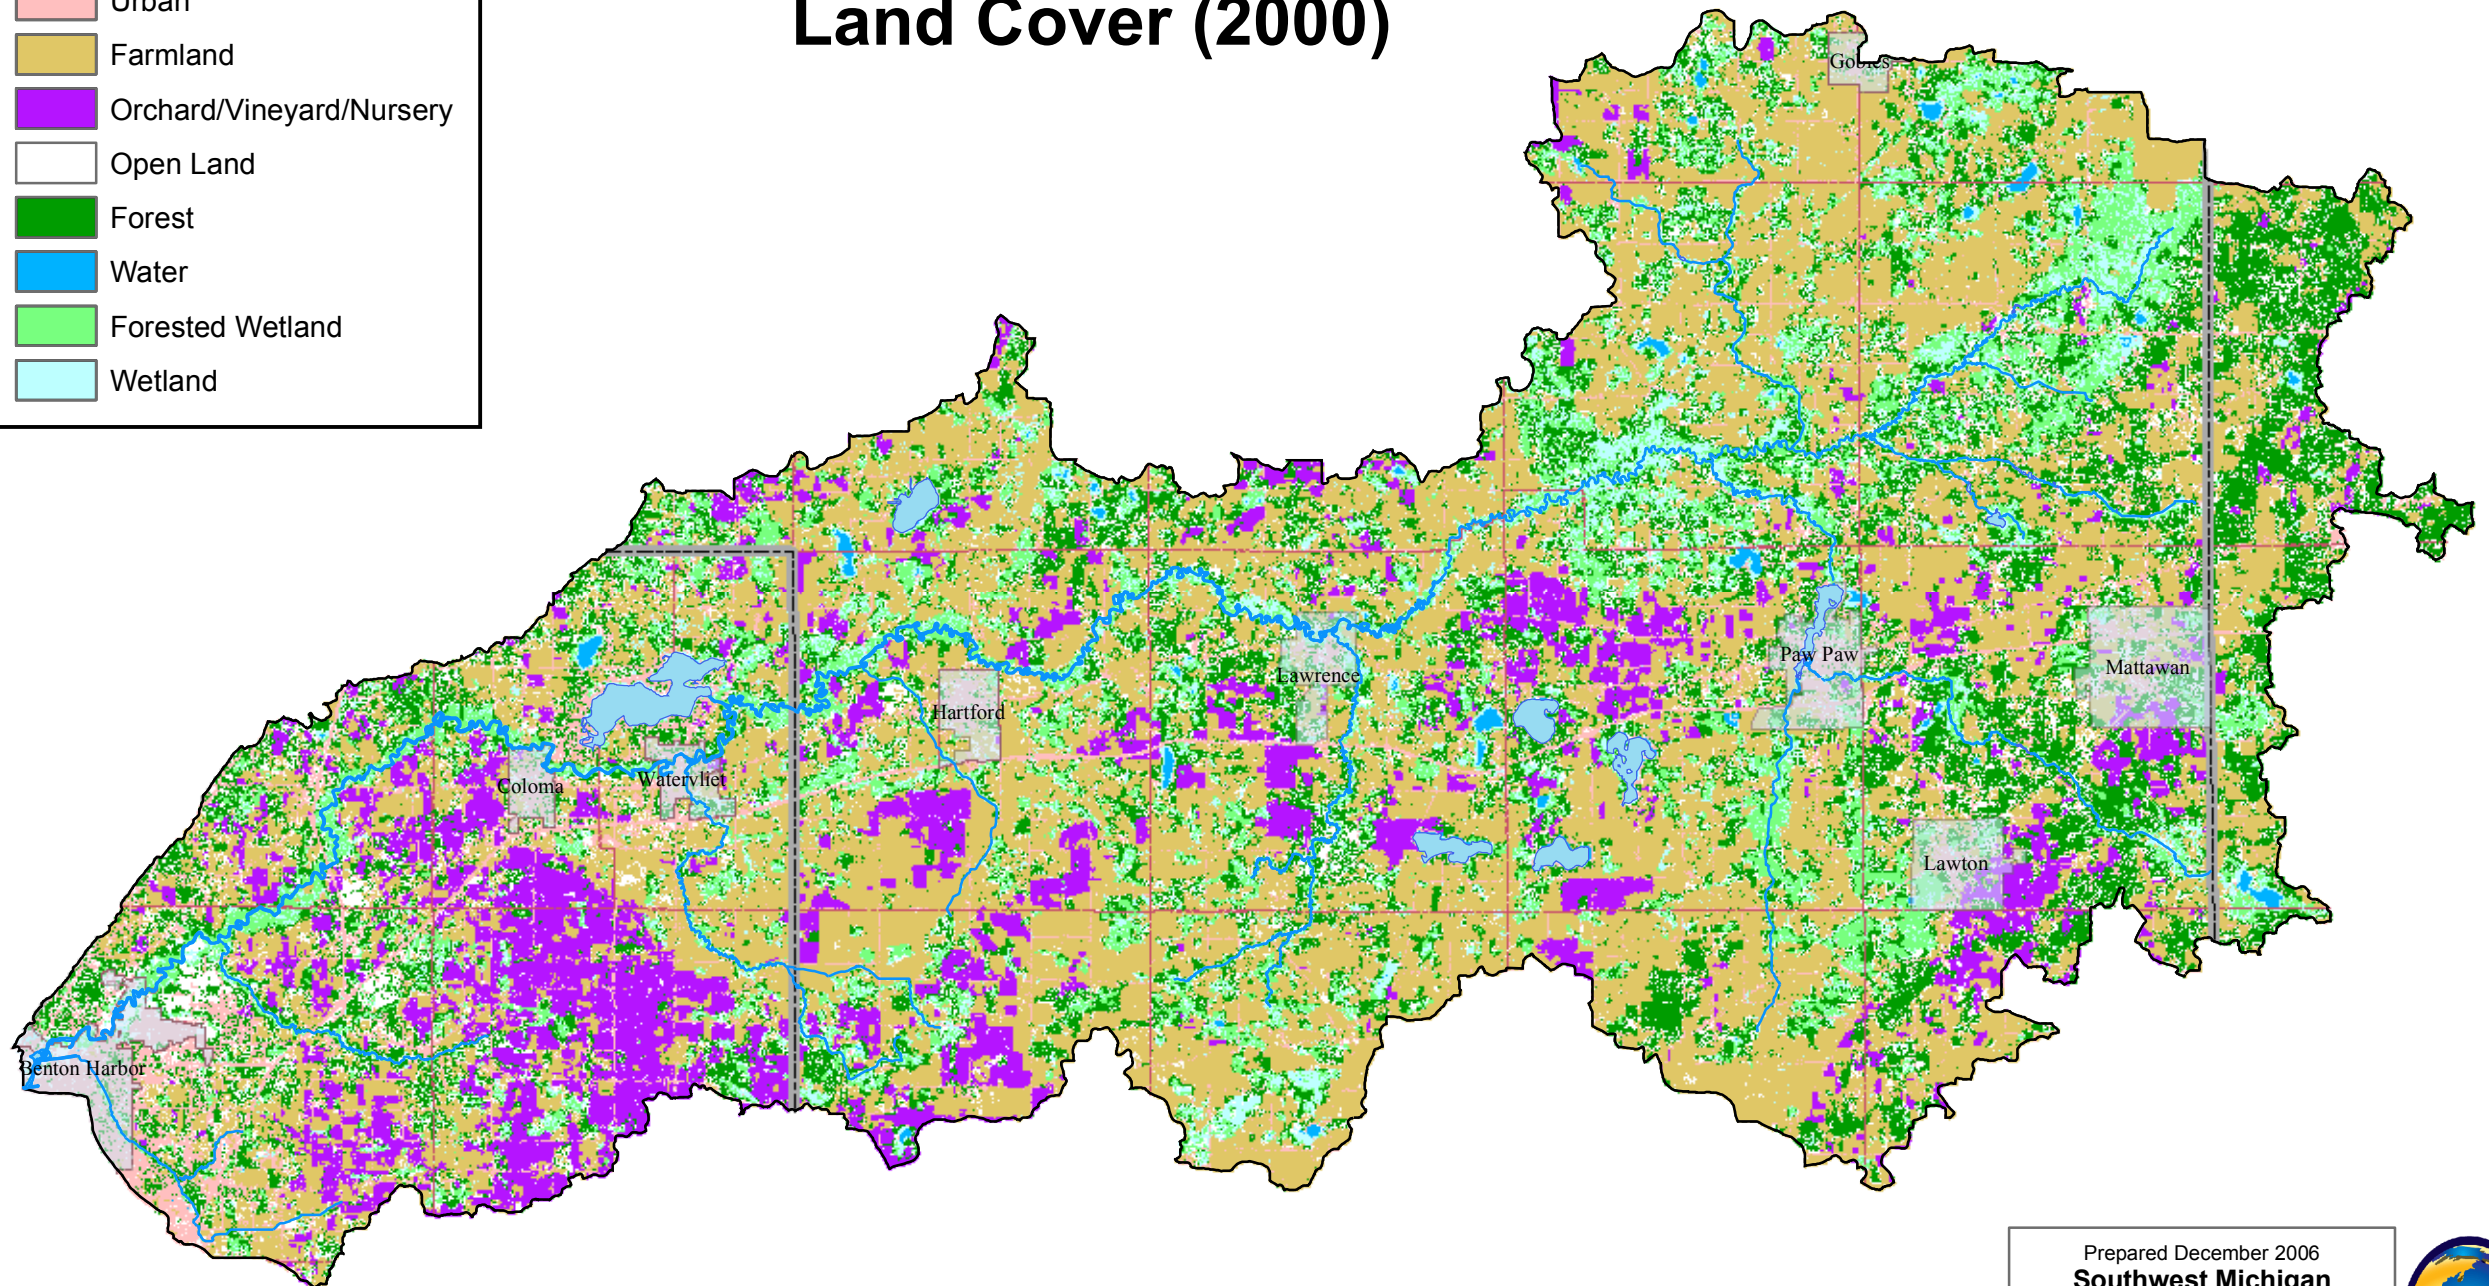 Urban
Land Cover (2000)
Farmland
Orchard/Vineyard/Nursery
Open Land
Forest
Water
Forested Wetland
Wetland
Gobles
Paw Paw
Mattawan
Lawrence
Hartford
Coloma
Watervliet
Lawton
Benton Harbor
Prepared December 2006
Southwest Michigan